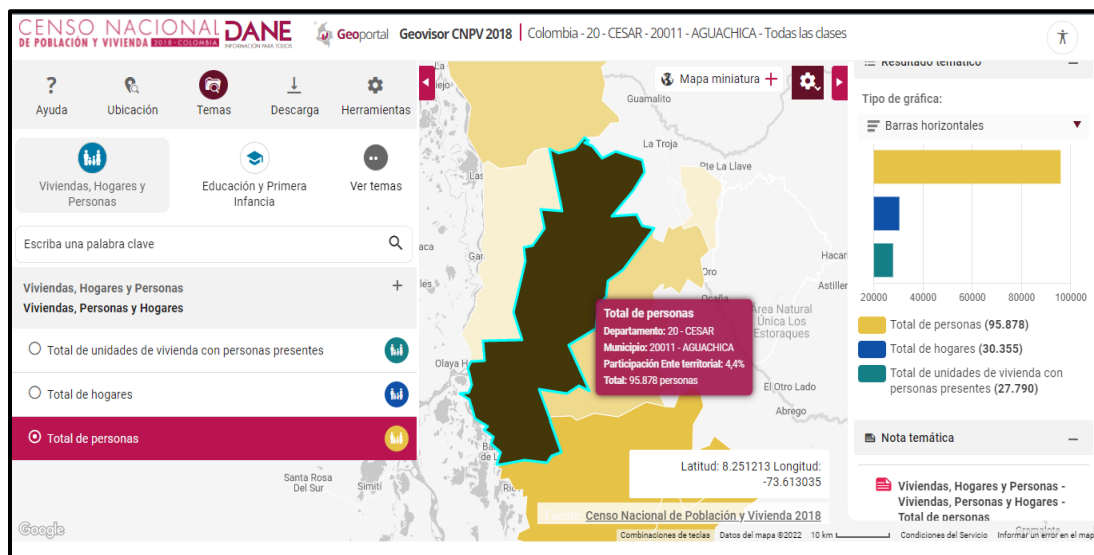 CENSO NACIONAL
DE POBLACIÓN Y VIVIENDA 2018 - COLOMBIA
DANE
INFORMACIÓN PARA TODOS
Geoportal Geovisor CNPV 2018 | Colombia - 20 - CESAR - 20011 - AGUACHICA - Todas las clases
Ayuda
Ubicación
Temas
Descarga
Herramientas
Viviendas, Hogares y
Personas
Educación y Primera
Infancia
Ver temas
Escriba una palabra clave
Viviendas, Hogares y Personas
Viviendas, Personas y Hogares
Total de unidades de vivienda con personas presentes
Total de hogares
Total de personas
Santa Rosa
Del Sur
Simití
Google
Mapa miniatura
Guamalito
La Troja
Pte La Llave
Hacarí
Oro
Astiller
Ocaña
Área Natural
Única Los
Estoraques
Olaya H
El Otro Lado
Abrego
Total de personas
Departamento: 20 - CESAR
Municipio: 20011 - AGUACHICA
Participación Ente territorial: 4,4%
Total: 95.878 personas
Latitud: 8.251213 Longitud:
-73.613035
Fuente: Censo Nacional de Población y Vivienda 2018
Combinaciones de teclas Datos del mapa ©2022 10 km Condiciones del Servicio Informar un error en el map
Resultado temático
Tipo de gráfica:
Barras horizontales
20000 40000 60000 80000 100000
Total de personas (95.878)
Total de hogares (30.355)
Total de unidades de vivienda con
personas presentes (27.790)
Nota temática
Viviendas, Hogares y Personas -
Viviendas, Personas y Hogares -
Total de personas
Gramalote